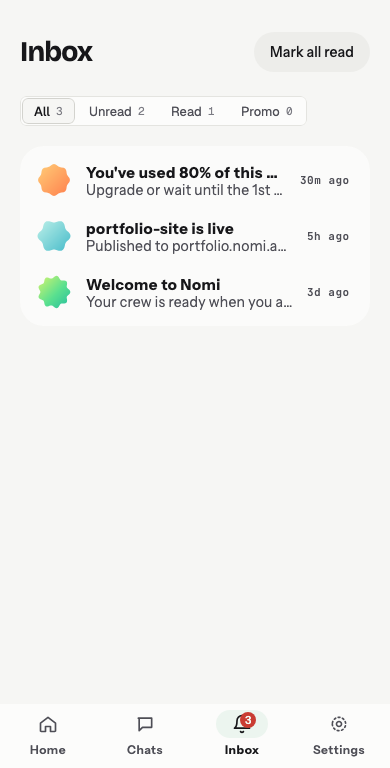 Inbox
Mark all read
All 3 Unread 2 Read 1 Promo 0
You've used 80% of this ...
Upgrade or wait until the 1st ...
30m ago
portfolio-site is live
Published to portfolio.nomi.a...
5h ago
Welcome to Nomi
Your crew is ready when you a...
3d ago
3
Home Chats Inbox Settings